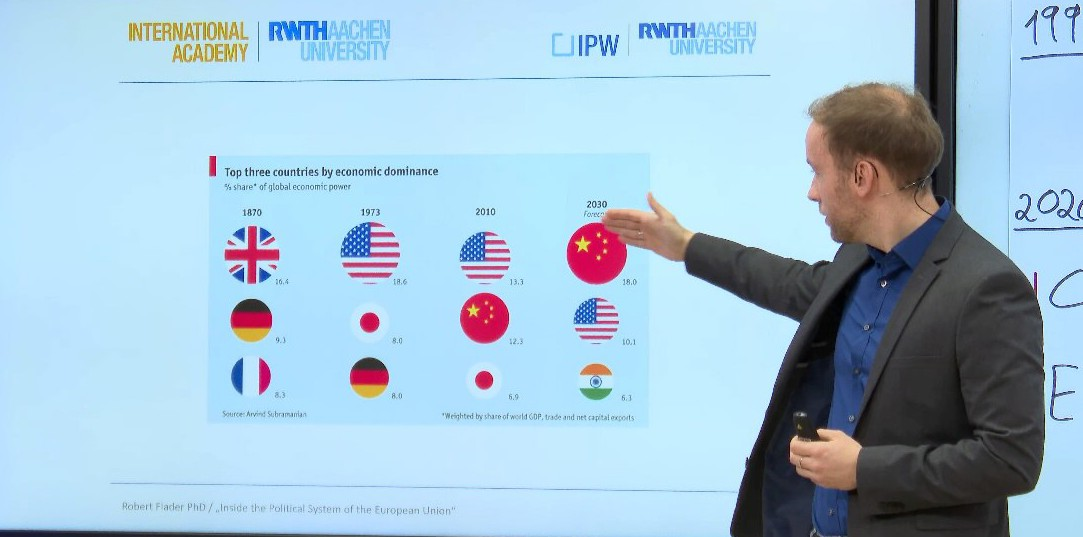 INTERNATIONAL
ACADEMY
RWTHAACHEN
UNIVERSITY
IPW
RWTHAACHEN
UNIVERSITY
Top three countries by economic dominance
% share* of global economic power
1870
1973
2010
2030
16.4
18.6
13.3
18.0
9.3
8.0
12.3
10.1
8.3
8.0
6.9
6.3
Source: Arvind Subramanian
*Weighted by share of world GDP, trade and net capital exports
Robert Flader PhD / „Inside the Political System of the European Union"
199
202
E